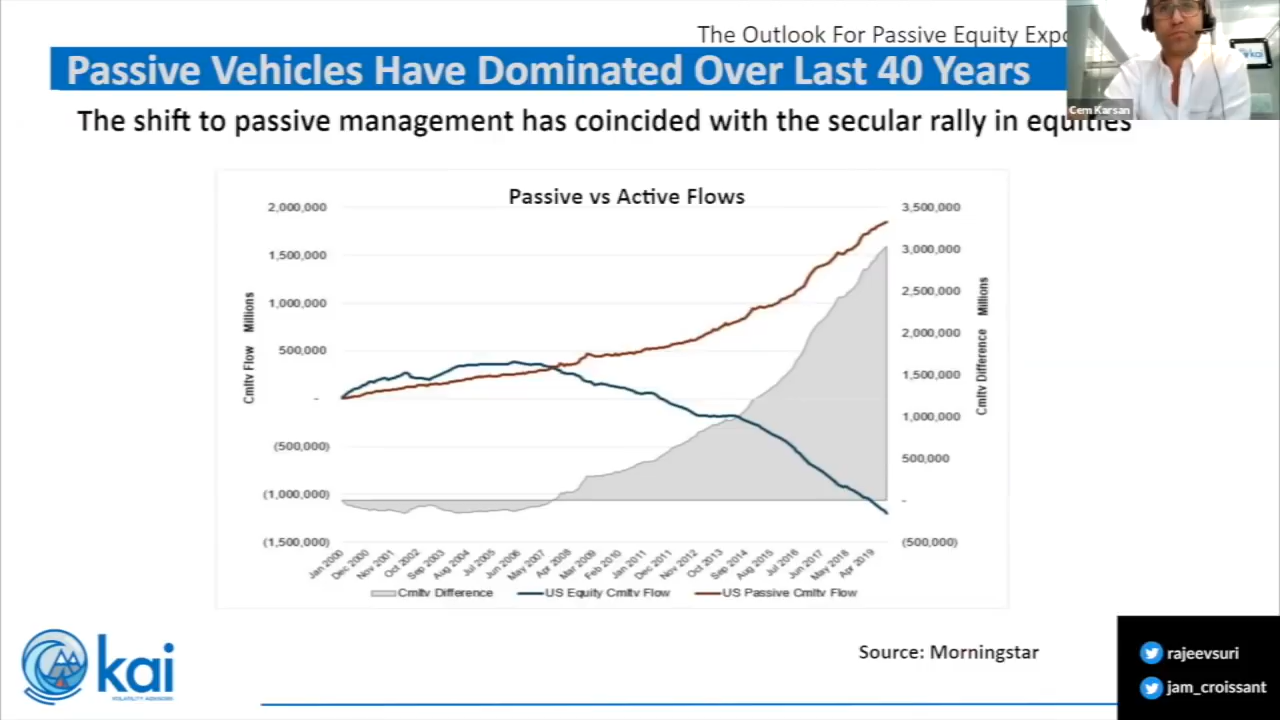 The Outlook For Passive Equity Expo
Passive Vehicles Have Dominated Over Last 40 Years
kai
Cem Karsan
The shift to passive management has coincided with the secular rally in equities
Passive vs Active Flows
2,000,000
1,500,000
1,000,000
500,000
-
(500,000)
(1,000,000)
(1,500,000)
Cmltv Flow Millions
3,500,000
3,000,000
2,500,000
2,000,000
1,500,000
1,000,000
500,000
-
(500,000)
Cmltv Difference Millions
Jan 2000
Dec 2000
Nov 2001
Oct 2002
Sep 2003
Aug 2004
Jul 2005
Jun 2006
May 2007
Apr 2008
Mar 2009
Feb 2010
Jan 2011
Dec 2011
Nov 2012
Oct 2013
Sep 2014
Aug 2015
Jul 2016
Jun 2017
May 2018
Apr 2019
Cmltv Difference
US Equity Cmltv Flow
US Passive Cmltv Flow
Source: Morningstar
kai
VOLATILITY ADVISORS
rajeevsuri
jam_croissant